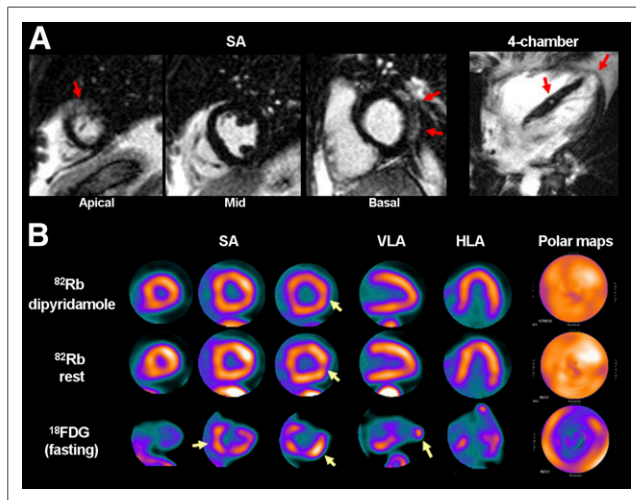 A
SA
4-chamber
Apical
Mid
Basal
B
SA
VLA
HLA
Polar maps
⁸²Rb
dipyridamole
⁸²Rb
rest
¹⁸FDG
(fasting)